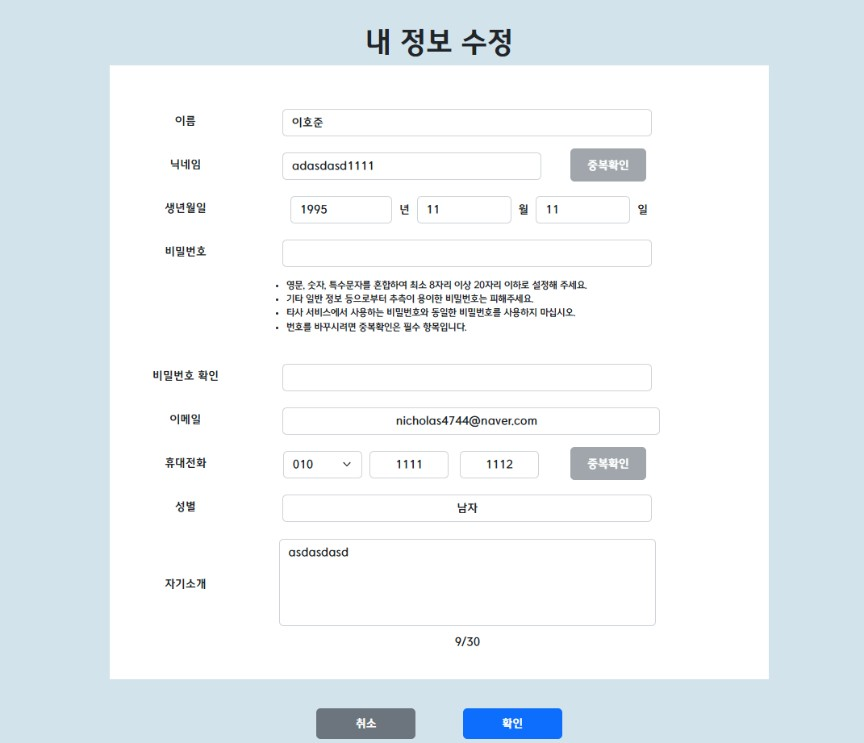 내 정보 수정
이름 이호준
닉네임 adasdasd1111 중복확인
생년월일 1995 년 11 월 11 일
비밀번호
• 영문, 숫자, 특수문자를 혼합하여 최소 8자리 이상 20자리 이하로 설정해 주세요.
• 기타 일반 정보 등으로부터 추측이 용이한 비밀번호는 피해주세요.
• 타사 서비스에서 사용하는 비밀번호와 동일한 비밀번호를 사용하지 마십시오.
• 번호를 바꾸시려면 중복확인은 필수 항목입니다.
비밀번호 확인
이메일 nicholas4744@naver.com
휴대전화 010 1111 1112 중복확인
성별 남자
자기소개 asdasdasd
9/30
취소 확인